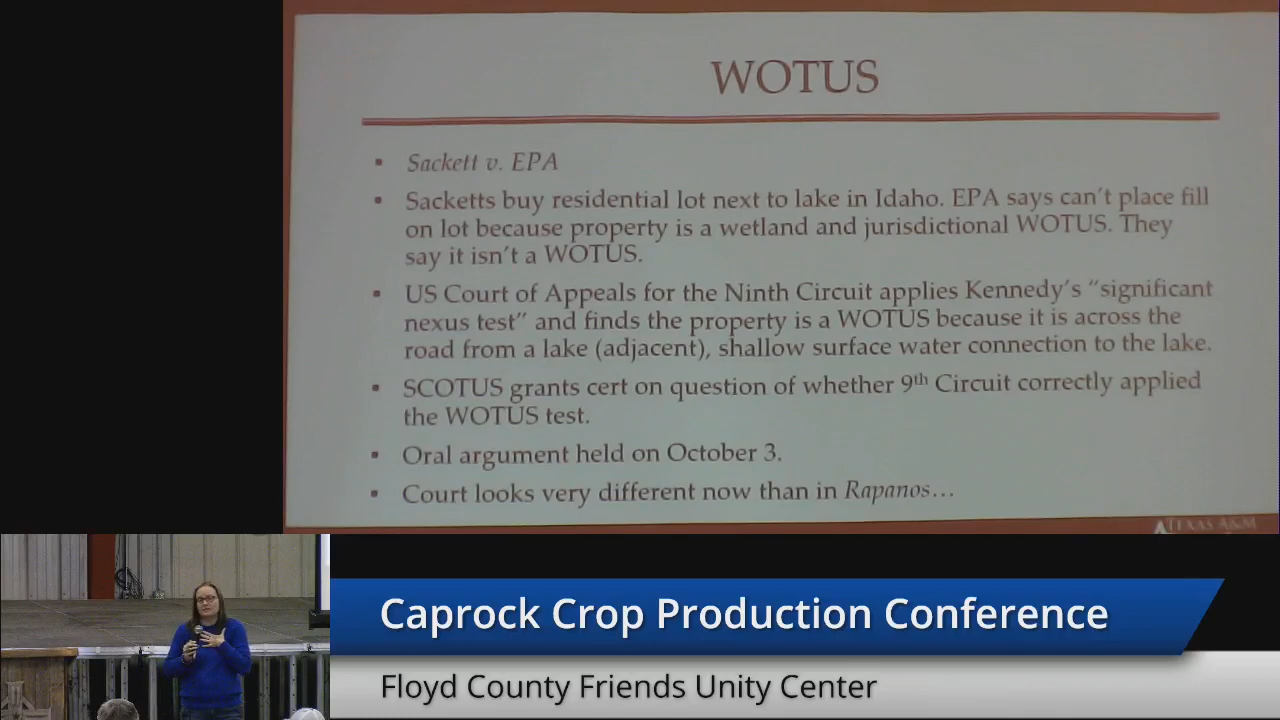 WOTUS
▪ Sackett v. EPA
▪ Sacketts buy residential lot next to lake in Idaho. EPA says can't place fill
on lot because property is a wetland and jurisdictional WOTUS. They
say it isn't a WOTUS.
▪ US Court of Appeals for the Ninth Circuit applies Kennedy's "significant
nexus test" and finds the property is a WOTUS because it is across the
road from a lake (adjacent), shallow surface water connection to the lake.
▪ SCOTUS grants cert on question of whether 9th Circuit correctly applied
the WOTUS test.
▪ Oral argument held on October 3.
▪ Court looks very different now than in Rapanos…
TEXAS A&M
Caprock Crop Production Conference
Floyd County Friends Unity Center